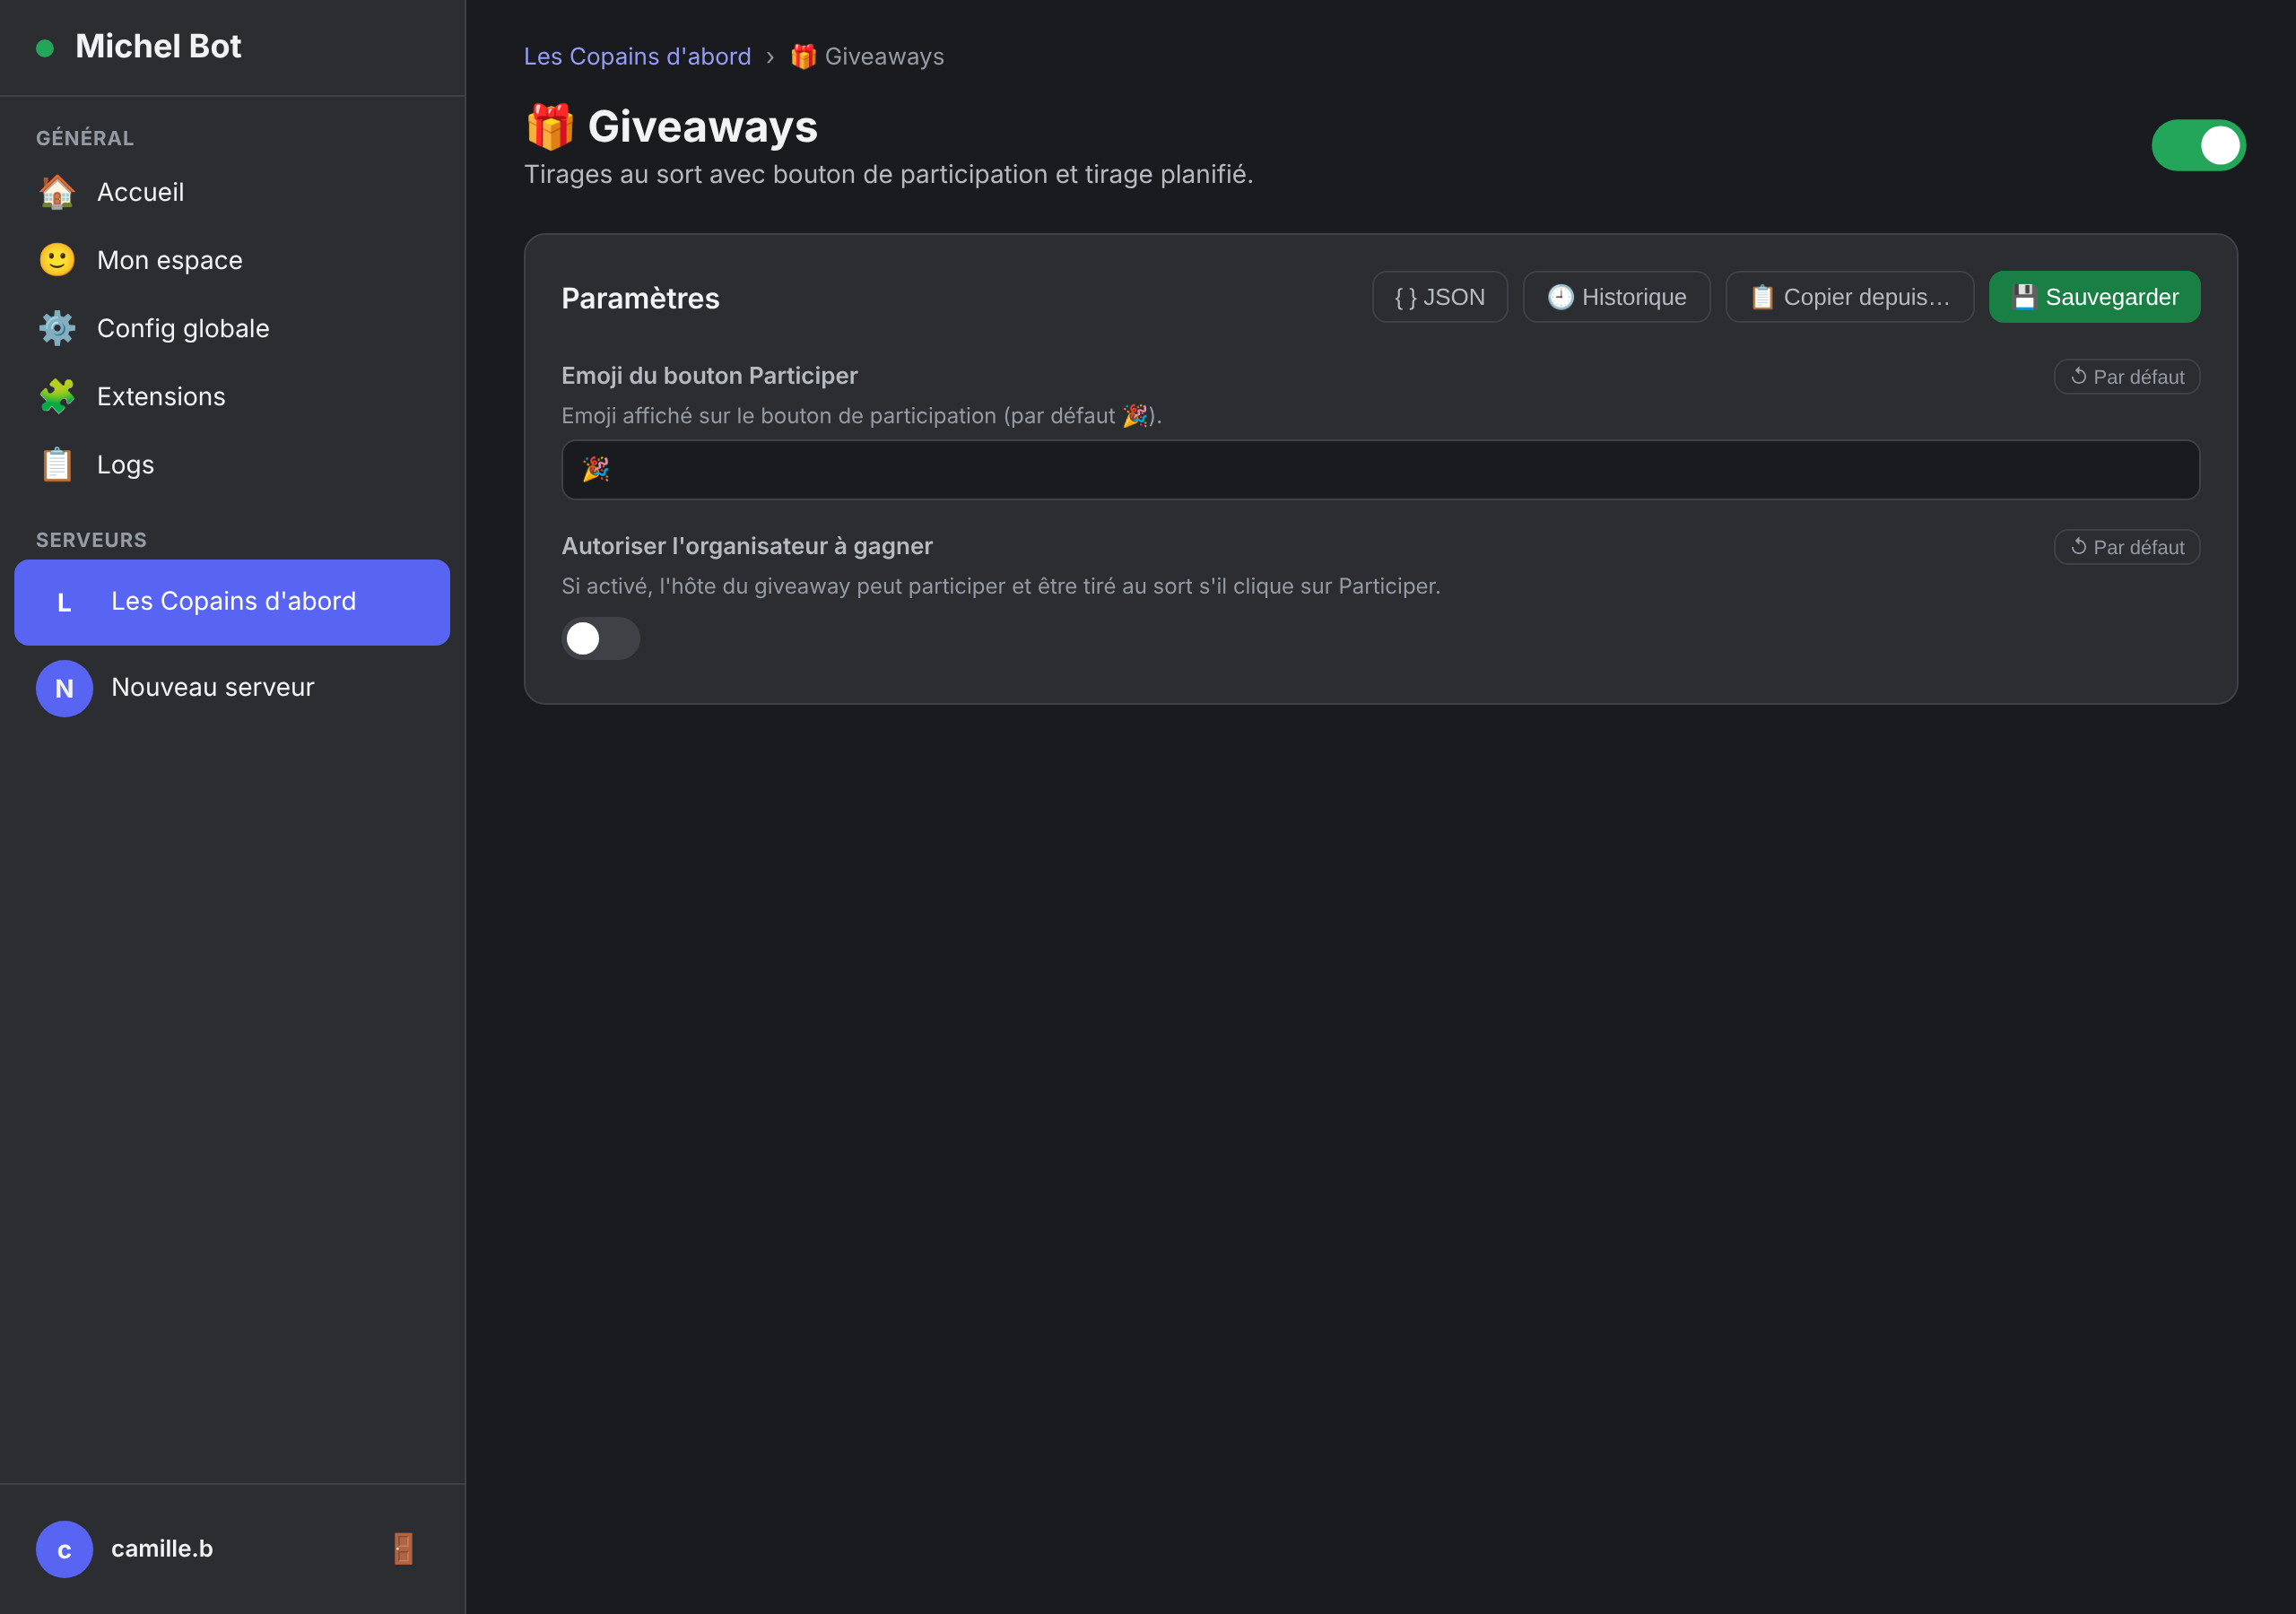 Michel Bot
GÉNÉRAL
🏠 Accueil
🙂 Mon espace
⚙️ Config globale
🧩 Extensions
📋 Logs
SERVEURS
L Les Copains d'abord
N Nouveau serveur
c camille.b 🚪
Les Copains d'abord › 🎁 Giveaways
🎁 Giveaways
Tirages au sort avec bouton de participation et tirage planifié.
Paramètres
{ } JSON
🕘 Historique
📋 Copier depuis…
💾 Sauvegarder
Emoji du bouton Participer
↺ Par défaut
Emoji affiché sur le bouton de participation (par défaut 🎉).
🎉
Autoriser l'organisateur à gagner
↺ Par défaut
Si activé, l'hôte du giveaway peut participer et être tiré au sort s'il clique sur Participer.